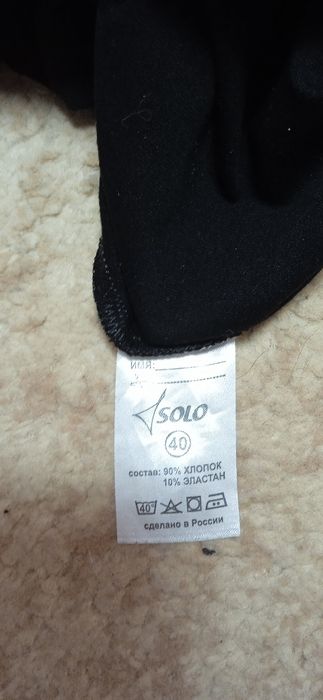 ИМЯ:
SOLO
40
состав: 90% ХЛОПОК
10% ЭЛАСТАН
40°
сделано в России